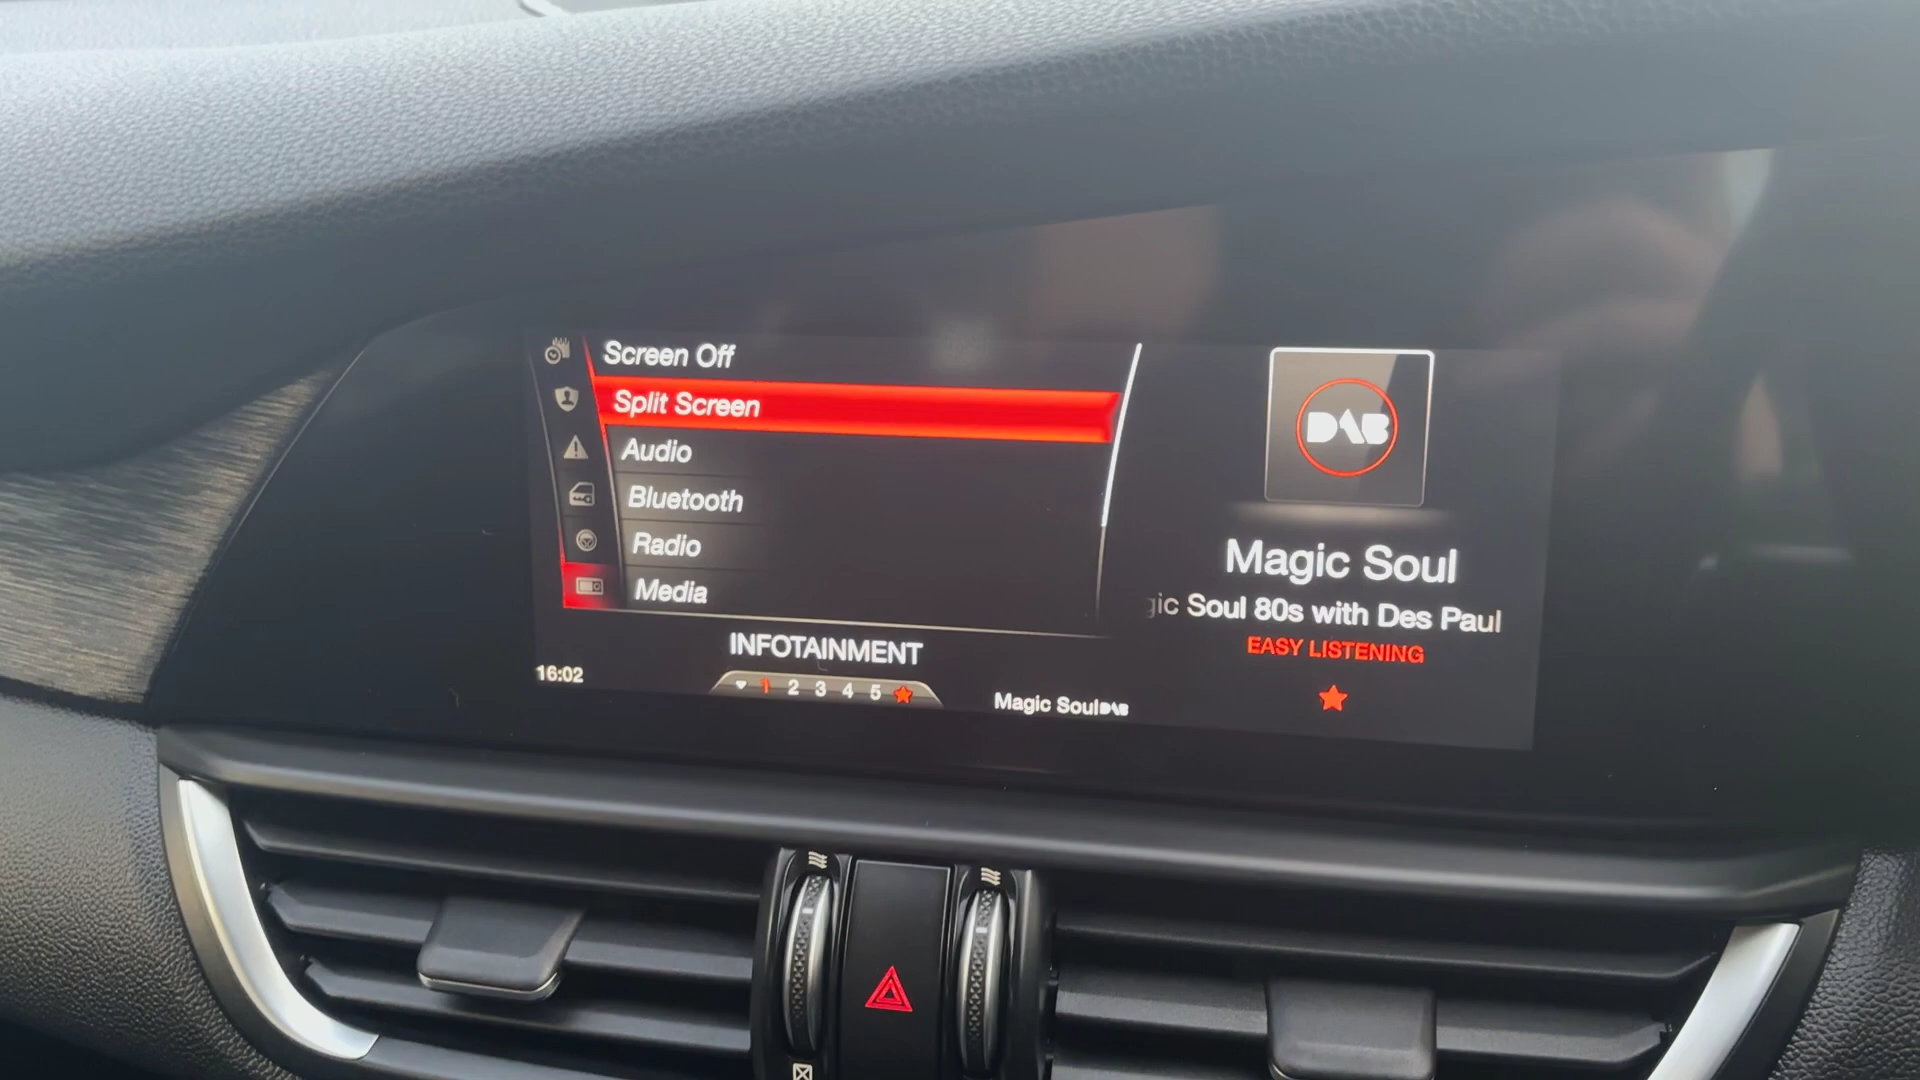 Screen Off
Split Screen
Audio
Bluetooth
Radio
Media
INFOTAINMENT
16:02
1 2 3 4 5
Magic Soul DAB
DAB
Magic Soul
gic Soul 80s with Des Paul
EASY LISTENING